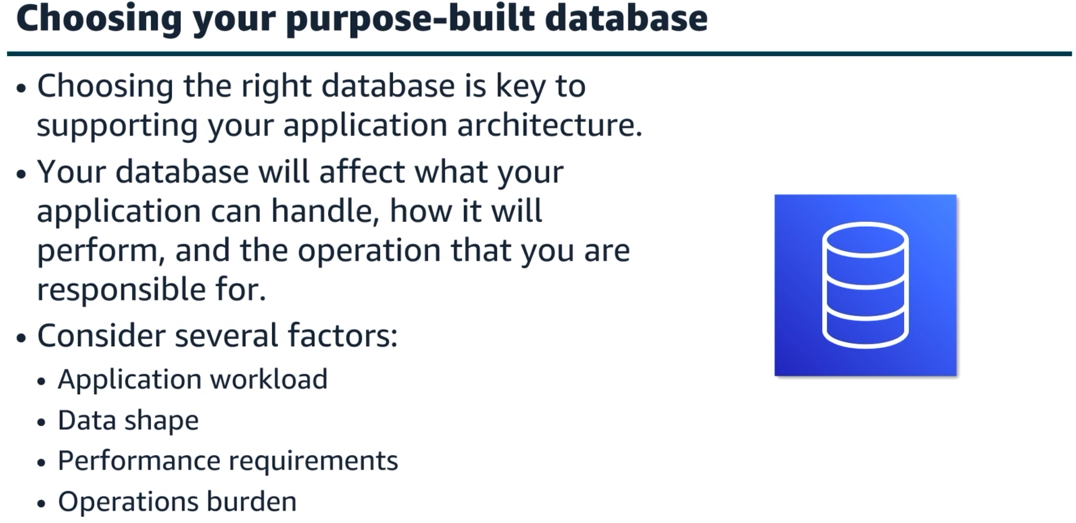 Choosing your purpose-built database
• Choosing the right database is key to
supporting your application architecture.
• Your database will affect what your
application can handle, how it will
perform, and the operation that you are
responsible for.
• Consider several factors:
• Application workload
• Data shape
• Performance requirements
• Operations burden